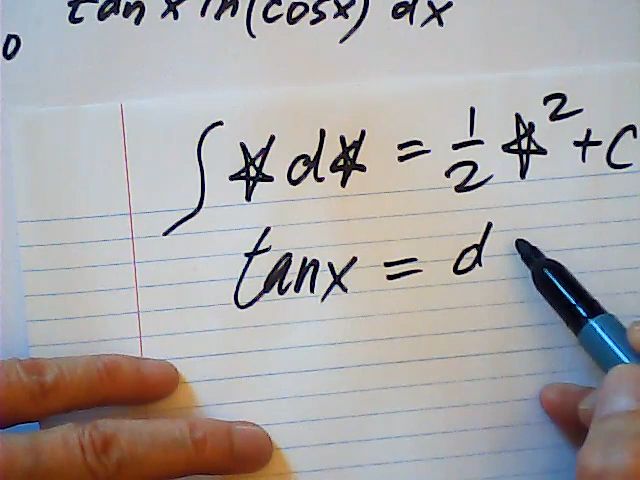 tan x ln(cosx) dx
0
∫ ☆ d☆ = 1/2 ☆² + C
tanx = d